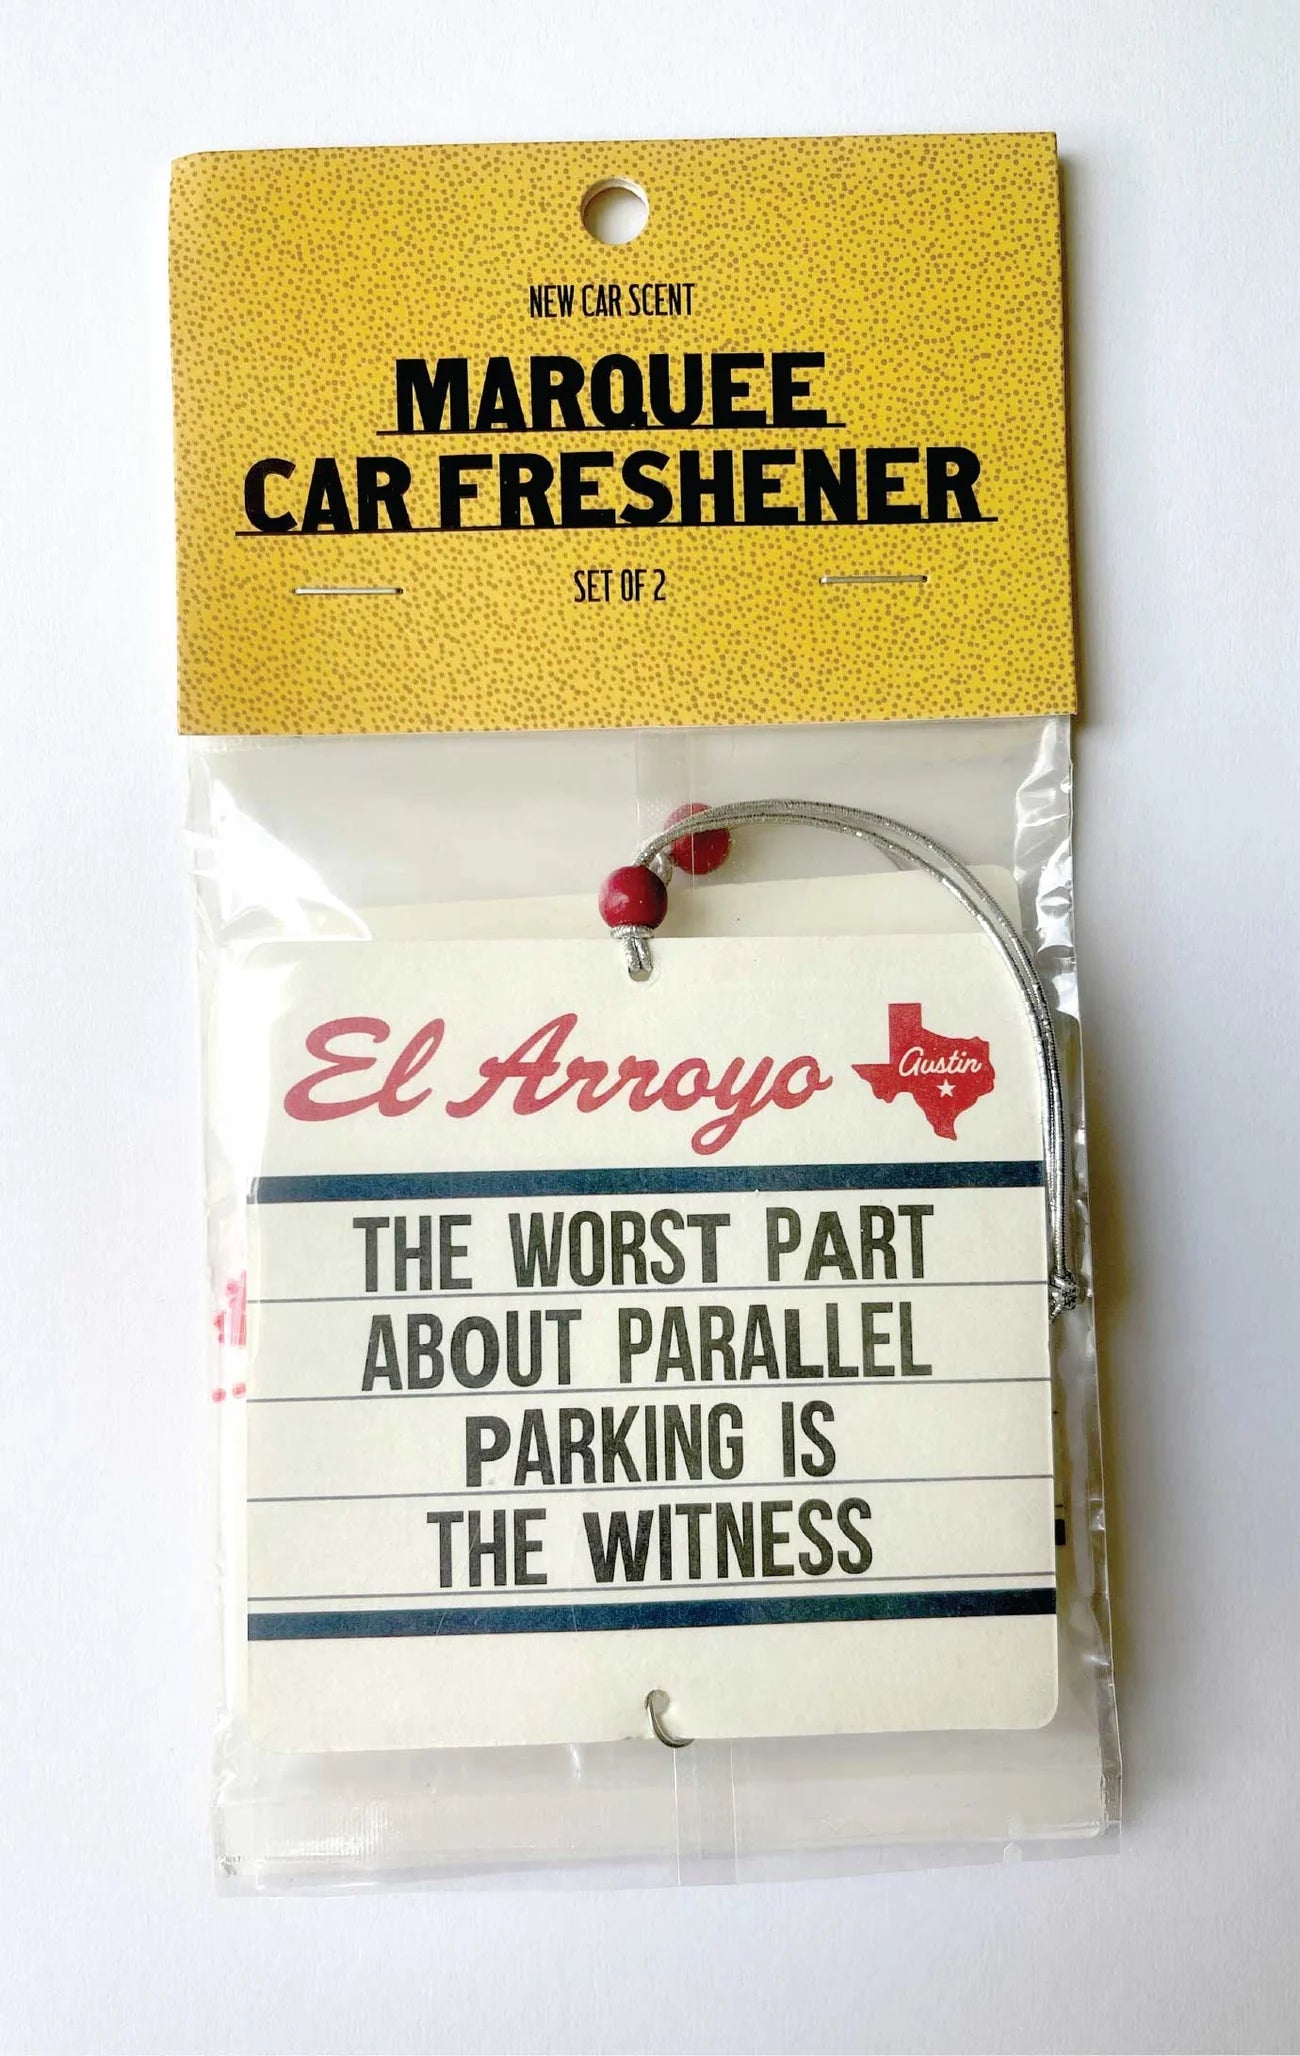 NEW CAR SCENT
MARQUEE
CAR FRESHENER
SET OF 2
El Arroyo
Austin
THE WORST PART
ABOUT PARALLEL
PARKING IS
THE WITNESS